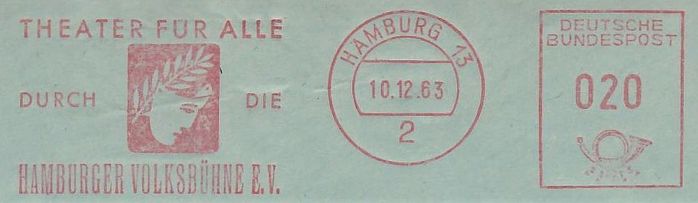 THEATER FÜR ALLE
DURCH DIE
HAMBURGER VOLKSBÜHNE E.V.
HAMBURG 13
10.12.63
2
DEUTSCHE
BUNDESPOST
020